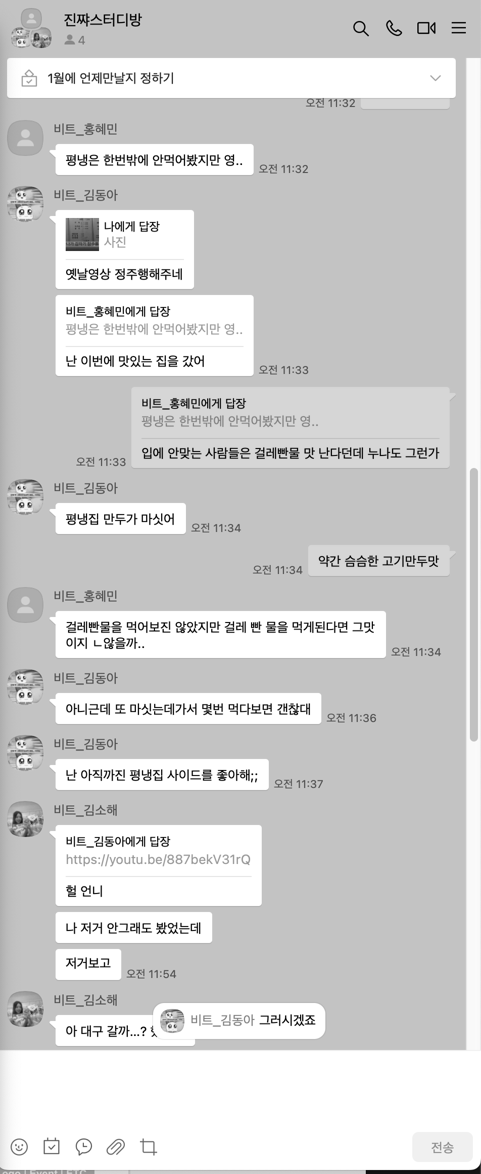 진쨔스터디방
4
1월에 언제만날지 정하기
오전 11:32
비트_홍혜민
평냉은 한번밖에 안먹어봤지만 영..
오전 11:32
비트_김동아
나에게 답장
사진
옛날영상 정주행해주네
비트_홍혜민에게 답장
평냉은 한번밖에 안먹어봤지만 영..
난 이번에 맛있는 집을 갔어
오전 11:33
비트_홍혜민에게 답장
평냉은 한번밖에 안먹어봤지만 영..
입에 안맞는 사람들은 걸레빤물 맛 난다던데 누나도 그런가
오전 11:33
비트_김동아
평냉집 만두가 마싯어
오전 11:34
약간 슴슴한 고기만두맛
오전 11:34
비트_홍혜민
걸레빤물을 먹어보진 않았지만 걸레 빤 물을 먹게된다면 그맛
이지 ㄴ않을까..
오전 11:34
비트_김동아
아니근데 또 마싯는데가서 몇번 먹다보면 갠찮대
오전 11:36
비트_김동아
난 아직까진 평냉집 사이드를 좋아해;;
오전 11:37
비트_김소해
비트_김동아에게 답장
https://youtu.be/887bekV31rQ
헐 언니
나 저거 안그래도 봤었는데
저거보고
오전 11:54
비트_김소해
아 대구 갈까...?
비트_김동아 그러시겠죠
전송